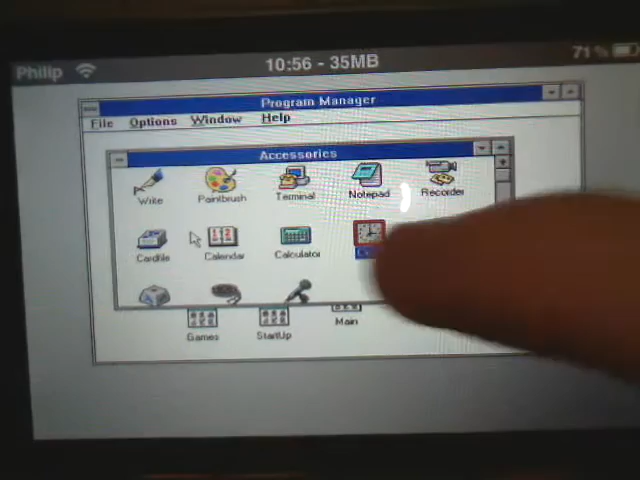 Philip 10:56 - 35MB 71 %
Program Manager
File Options Window Help
Accessories
Write Paintbrush Terminal Notepad Recorder
Cardfile Calendar Calculator
Games StartUp Main